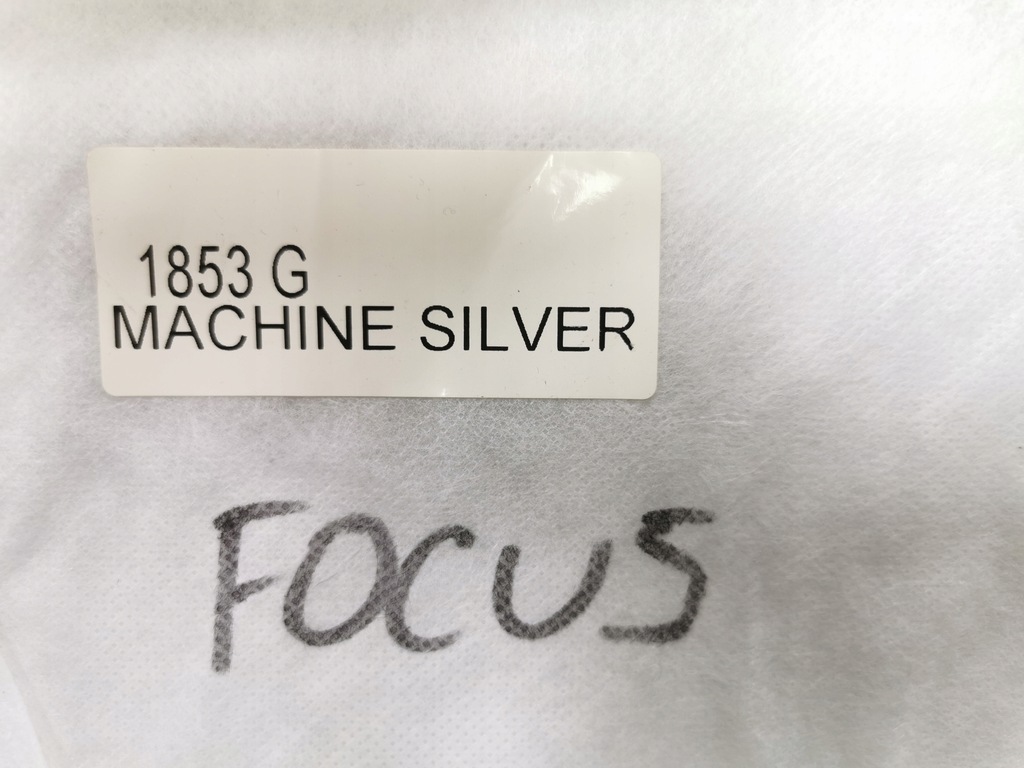 1853 G
MACHINE SILVER
FOCUS